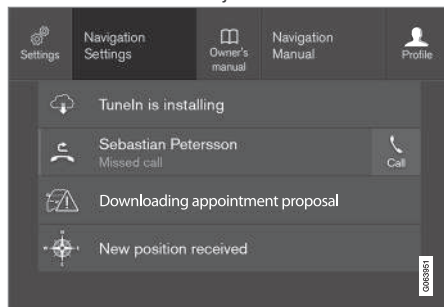 Settings
Navigation
Settings
Owner's
manual
Navigation
Manual
Profile
TuneIn is installing
Sebastian Petersson
Missed call
Call
Downloading appointment proposal
New position received
G063951